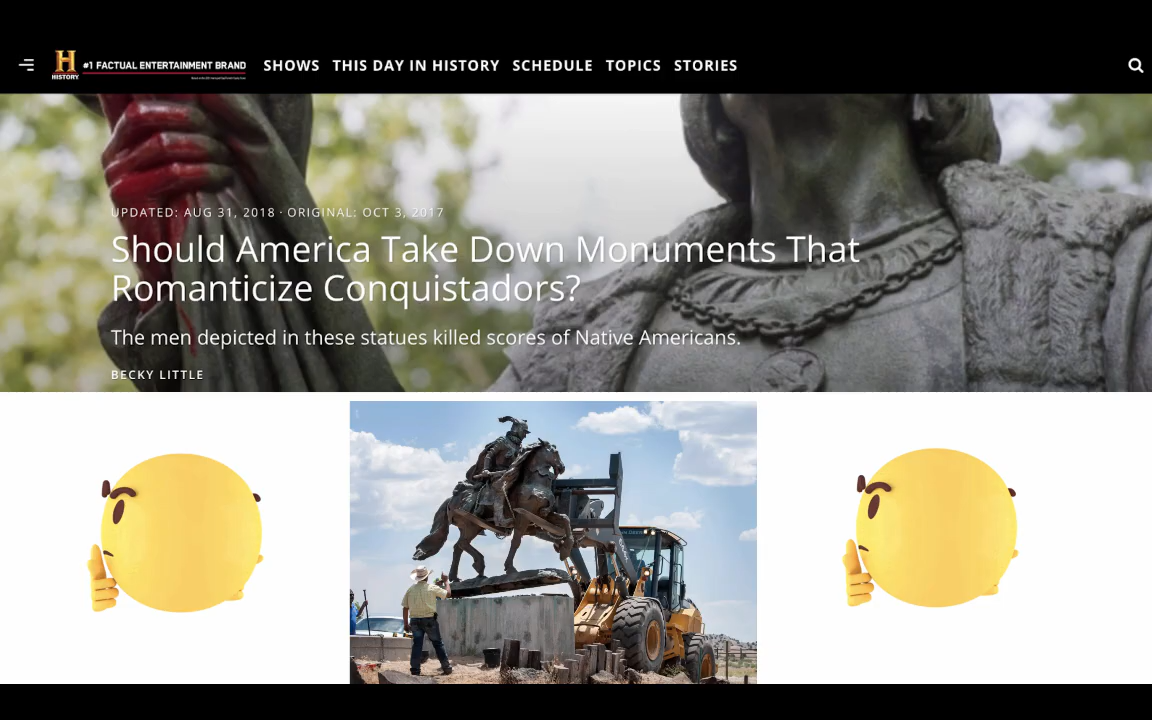 HISTORY
#1 FACTUAL ENTERTAINMENT BRAND
SHOWS THIS DAY IN HISTORY SCHEDULE TOPICS STORIES
UPDATED: AUG 31, 2018 · ORIGINAL: OCT 3, 2017
Should America Take Down Monuments That
Romanticize Conquistadors?
The men depicted in these statues killed scores of Native Americans.
BECKY LITTLE